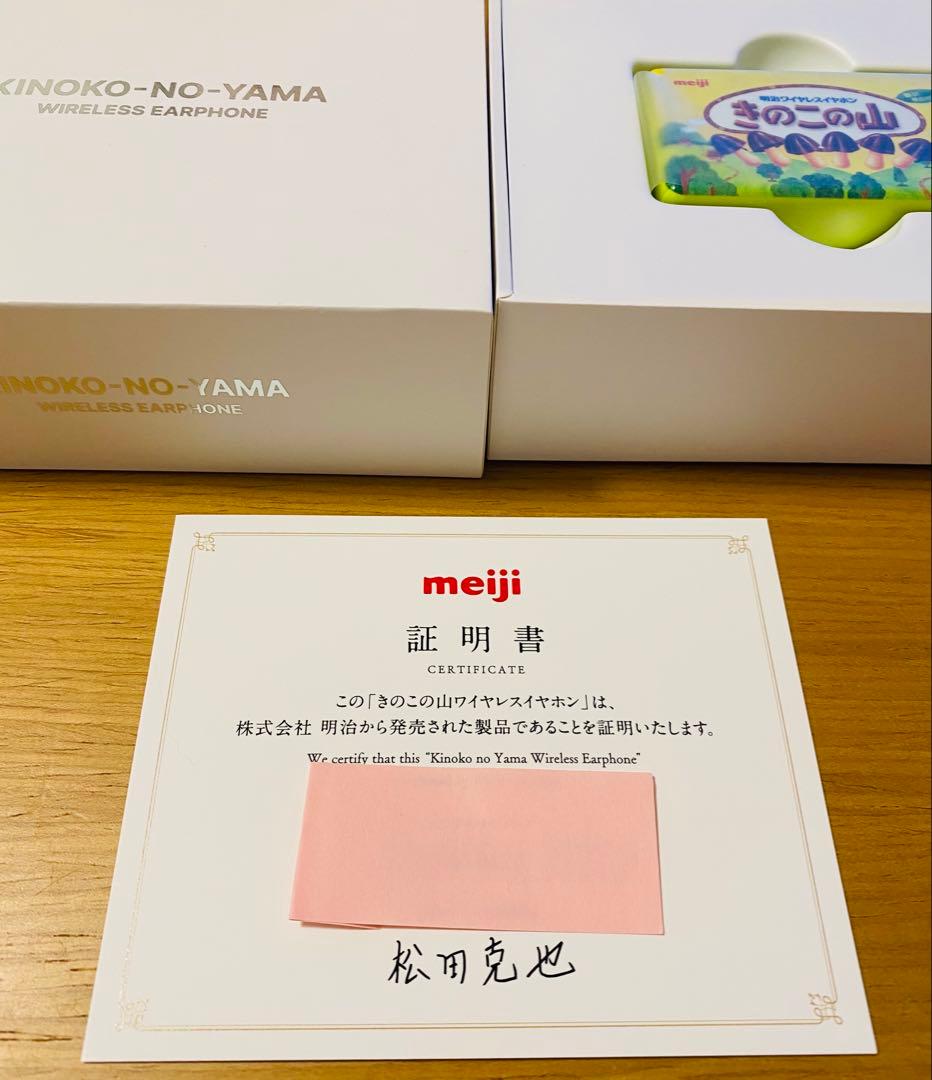 KINOKO-NO-YAMA
WIRELESS EARPHONE
meiji
明治ワイヤレスイヤホン
きのこの山
INOKO-NO-YAMA
WIRELESS EARPHONE
meiji
証明書
CERTIFICATE
この「きのこの山ワイヤレスイヤホン」は、
株式会社 明治から発売された製品であることを証明いたします。
We certify that this “Kinoko no Yama Wireless Earphone”
松田克也